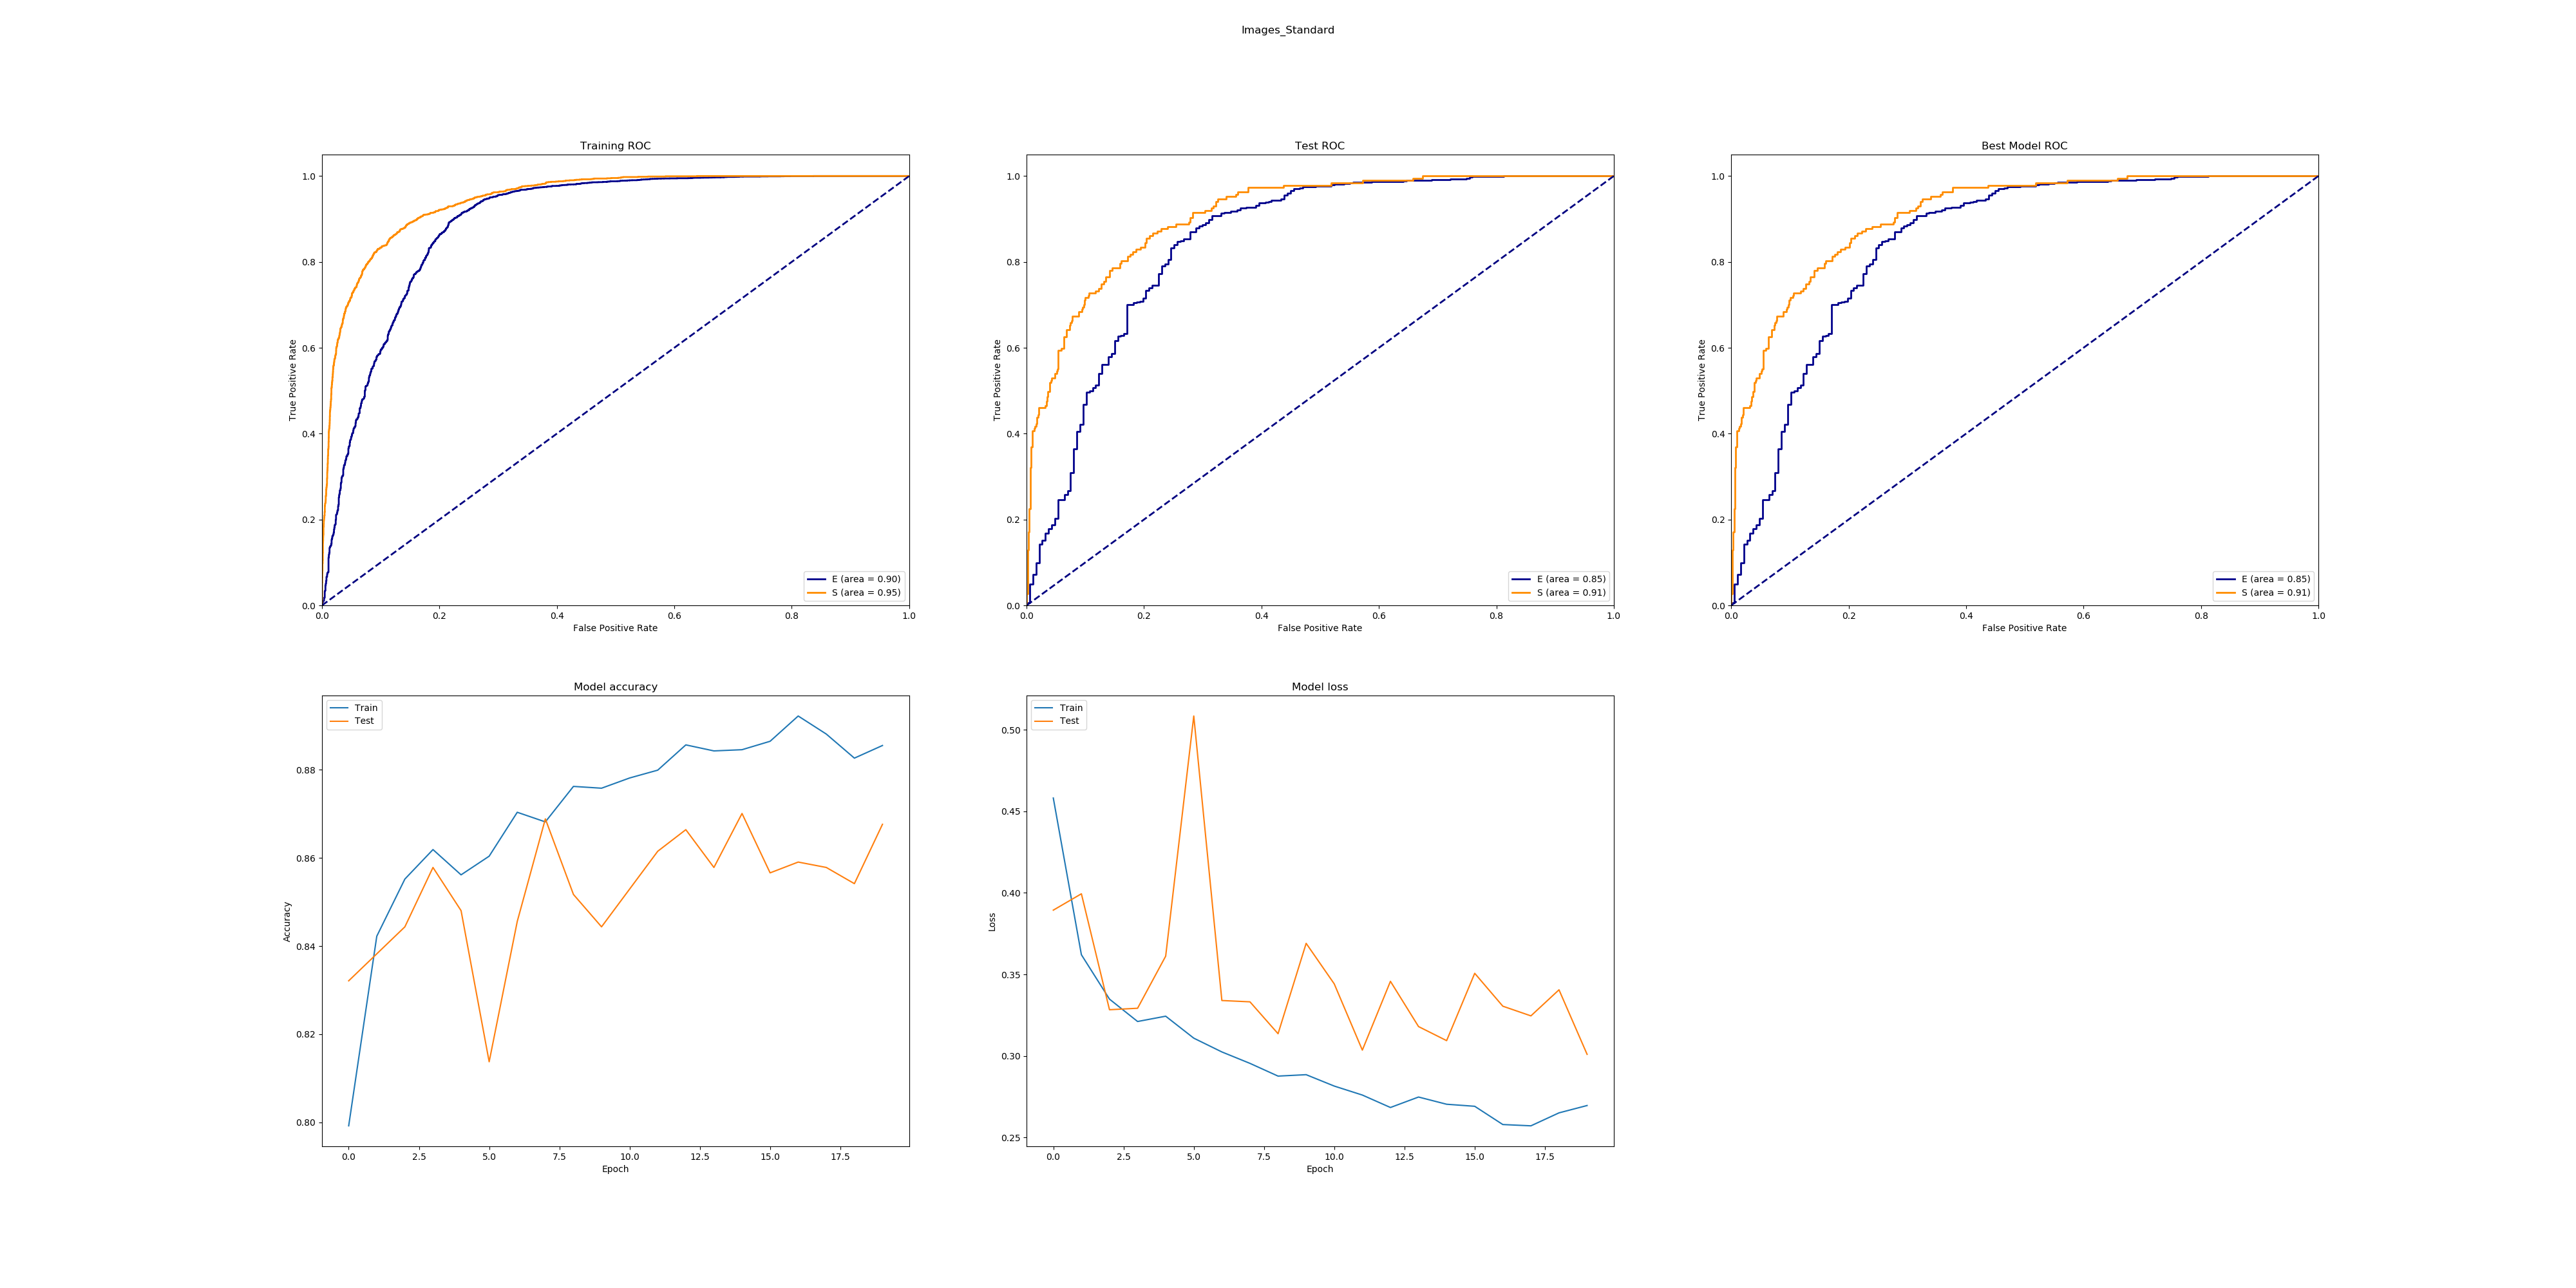 Images_Standard
Training ROC
True Positive Rate
1.0
0.8
0.6
0.4
0.2
0.0
E (area = 0.90)
S (area = 0.95)
0.0 0.2 0.4 0.6 0.8 1.0
False Positive Rate
Test ROC
True Positive Rate
1.0
0.8
0.6
0.4
0.2
0.0
E (area = 0.85)
S (area = 0.91)
0.0 0.2 0.4 0.6 0.8 1.0
False Positive Rate
Best Model ROC
True Positive Rate
1.0
0.8
0.6
0.4
0.2
0.0
E (area = 0.85)
S (area = 0.91)
0.0 0.2 0.4 0.6 0.8 1.0
False Positive Rate
Model accuracy
Train
Test
Accuracy
0.88
0.86
0.84
0.82
0.80
0.0 2.5 5.0 7.5 10.0 12.5 15.0 17.5
Epoch
Model loss
Train
Test
Loss
0.50
0.45
0.40
0.35
0.30
0.25
0.0 2.5 5.0 7.5 10.0 12.5 15.0 17.5
Epoch